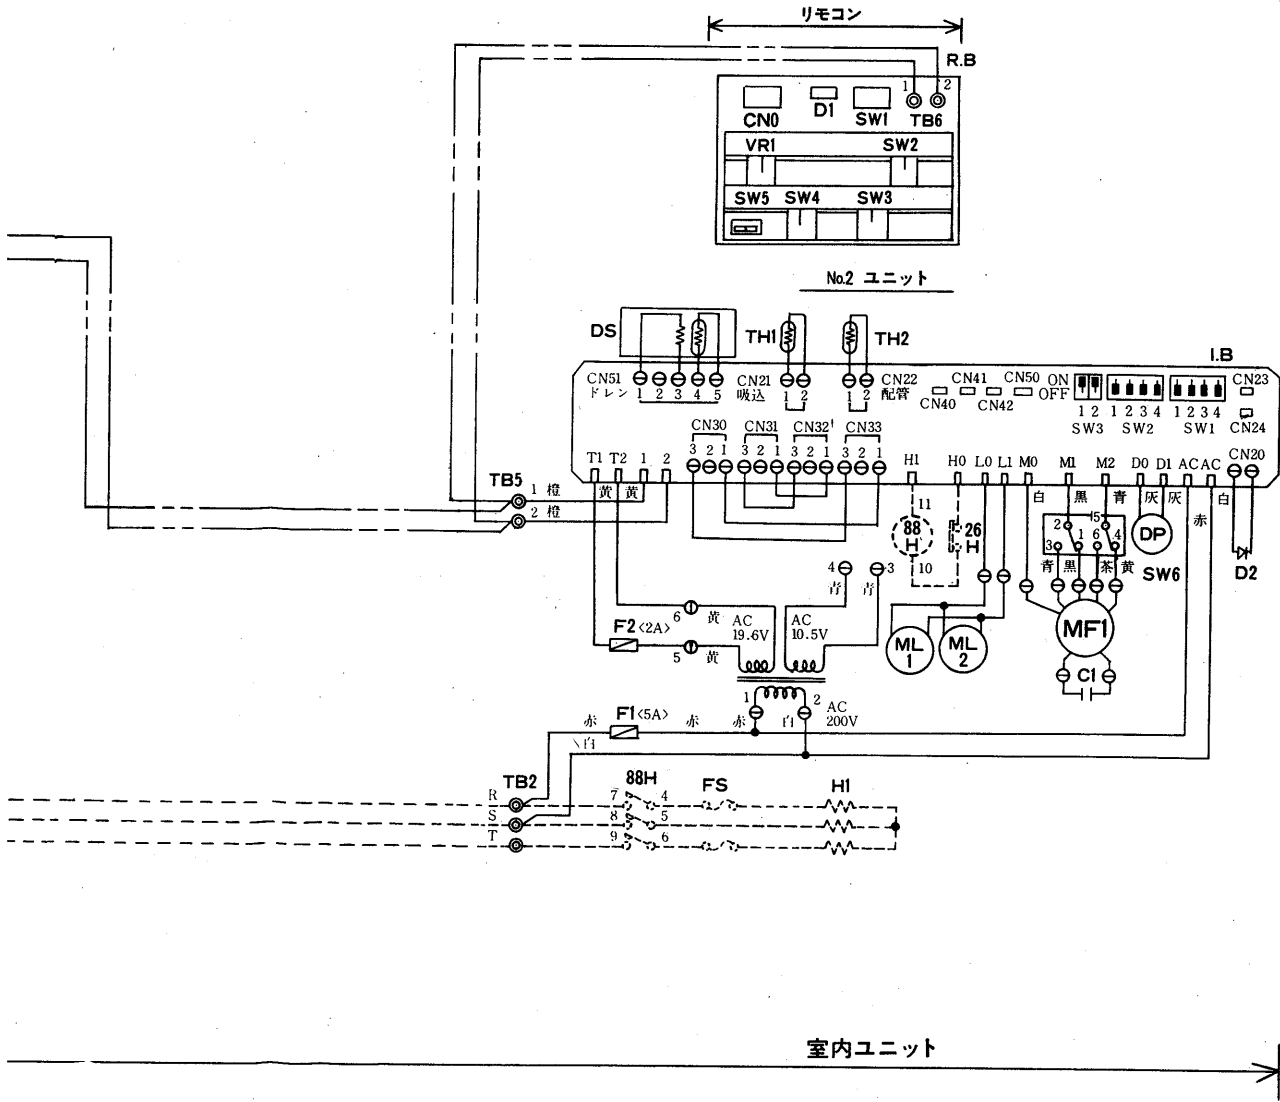 リモコン
R.B
1 2
CN0 D1 SW1 TB6
VR1 SW2
SW5 SW4 SW3
No.2 ユニット
DS TH1 TH2
I.B
CN51 1 2 3 4 5
ドレン
CN21 1 2
吸込
CN22 1 2
配管
CN40 CN41 CN42 CN50
ON
OFF
1 2 1 2 3 4 1 2 3 4
SW3 SW2 SW1
CN23
CN24
CN30 CN31 CN32 CN33
3 2 1 3 2 1 3 2 1 3 2 1
CN20
T1 T2 1 2 H1 H0 L0 L1 M0 M1 M2 D0 D1 AC AC
TB5
1 橙 黄 黄
2 橙
11 白 黒 青 灰 灰 赤 白
88
H
26
H
10
2 5
3 1 6 4
DP
SW6
D2
青 黒 茶 黄
4 3
青 青
6 黄
F2<2A>
5 黄
AC
19.6V
AC
10.5V
ML
1
ML
2
MF1
C1
1 2
AC
200V
赤 F1<5A> 赤 赤 白
白
TB2 88H FS H1
R 7 4
S 8 5
T 9 6
室内ユニット